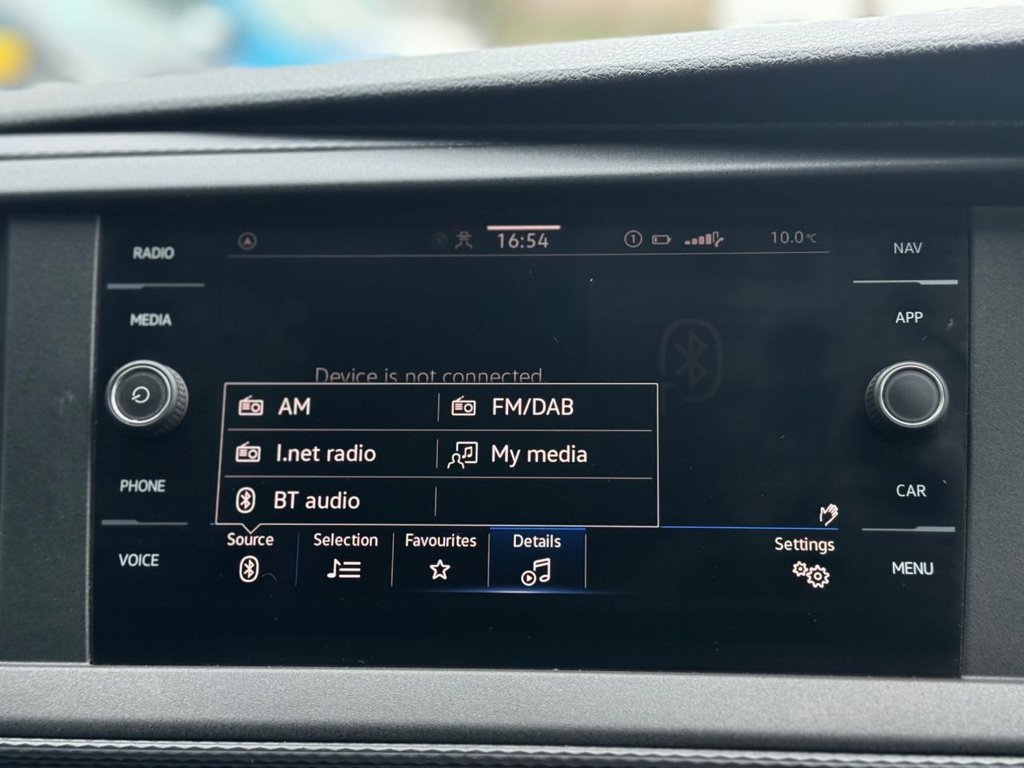 RADIO
MEDIA
PHONE
VOICE
16:54
1
10.0°C
Device is not connected.
AM
FM/DAB
I.net radio
My media
BT audio
Source
Selection
Favourites
Details
Settings
NAV
APP
CAR
MENU